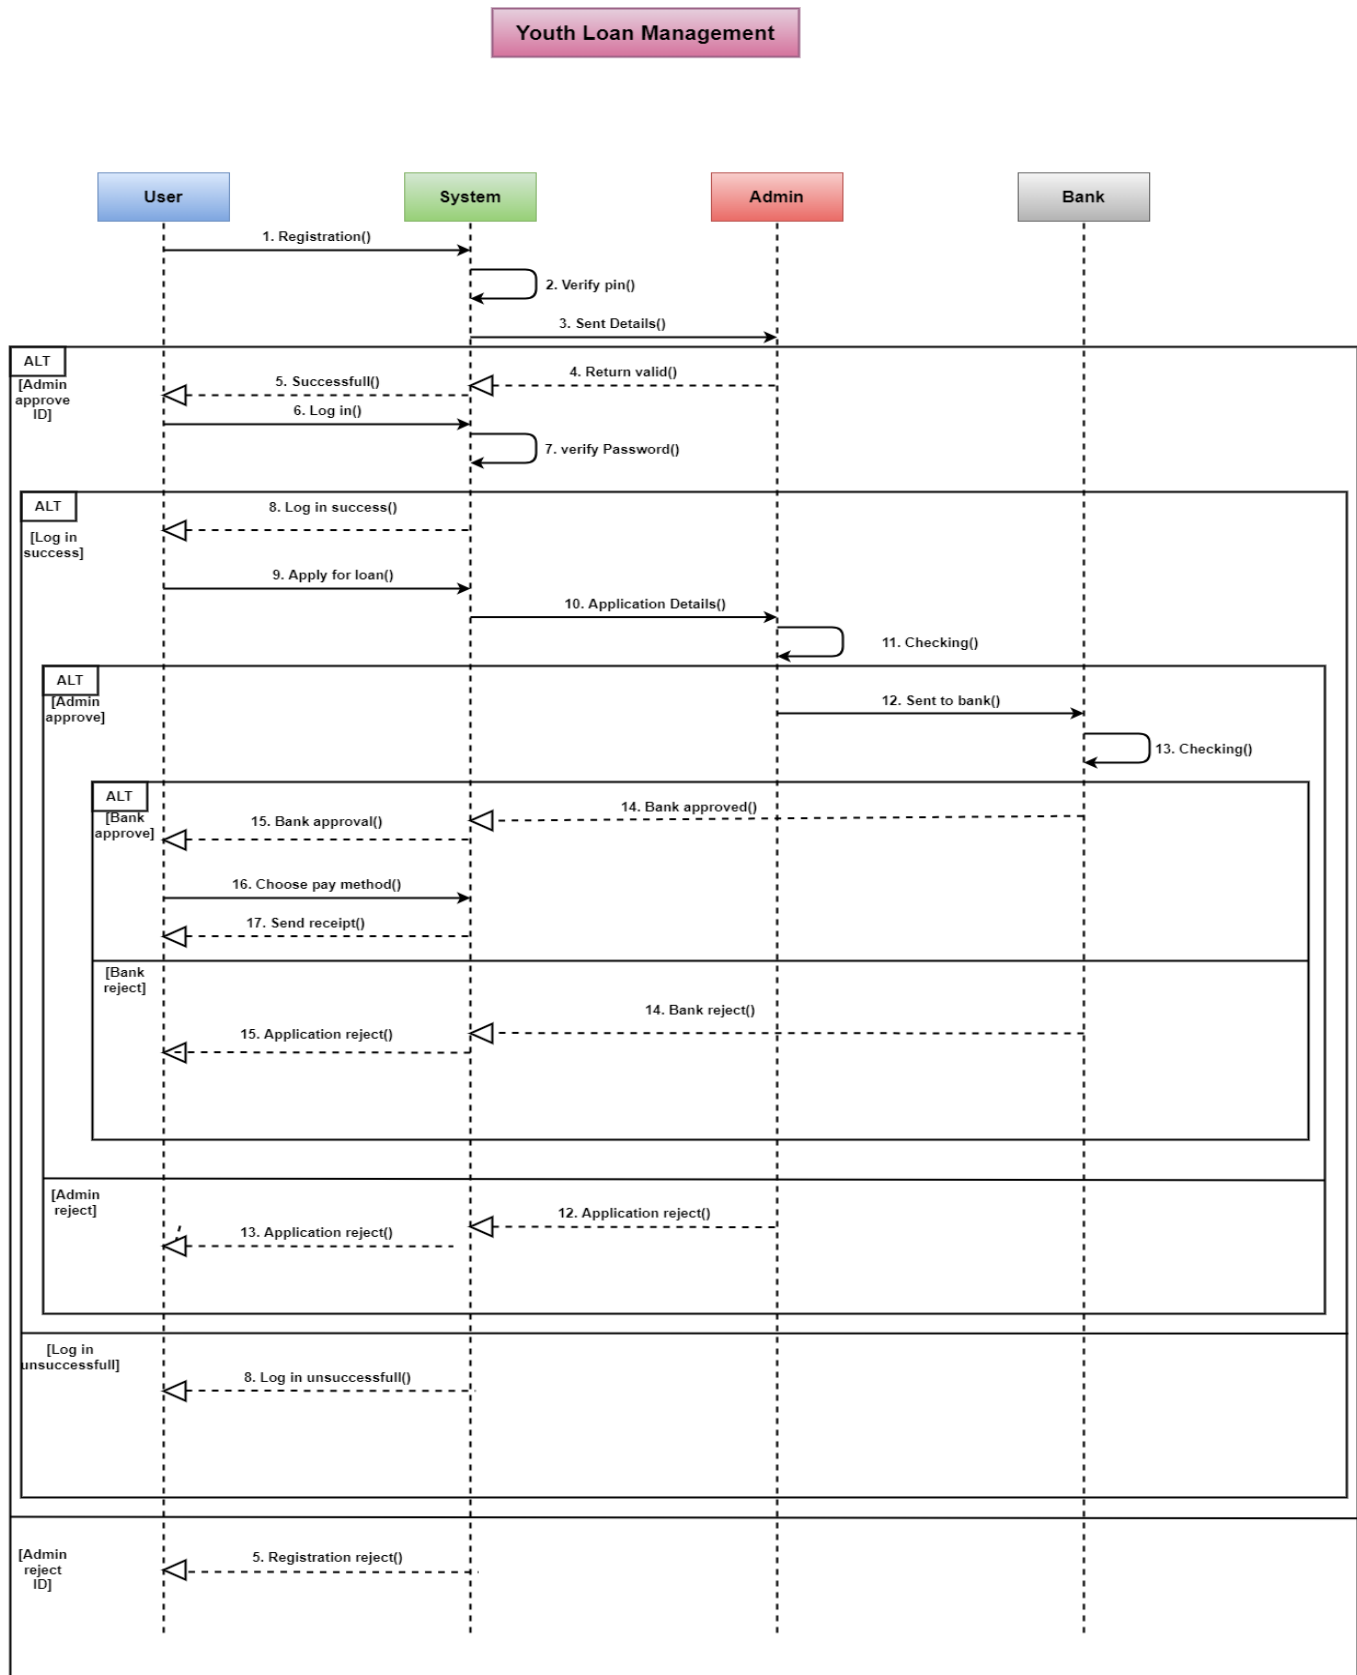 Youth Loan Management
User
System
Admin
Bank
1. Registration()
2. Verify pin()
3. Sent Details()
ALT
[Admin
approve
ID]
4. Return valid()
5. Successfull()
6. Log in()
7. verify Password()
ALT
[Log in
success]
8. Log in success()
9. Apply for loan()
10. Application Details()
11. Checking()
ALT
[Admin
approve]
12. Sent to bank()
13. Checking()
ALT
[Bank
approve]
14. Bank approved()
15. Bank approval()
16. Choose pay method()
17. Send receipt()
[Bank
reject]
14. Bank reject()
15. Application reject()
[Admin
reject]
12. Application reject()
13. Application reject()
[Log in
unsuccessfull]
8. Log in unsuccessfull()
[Admin
reject
ID]
5. Registration reject()